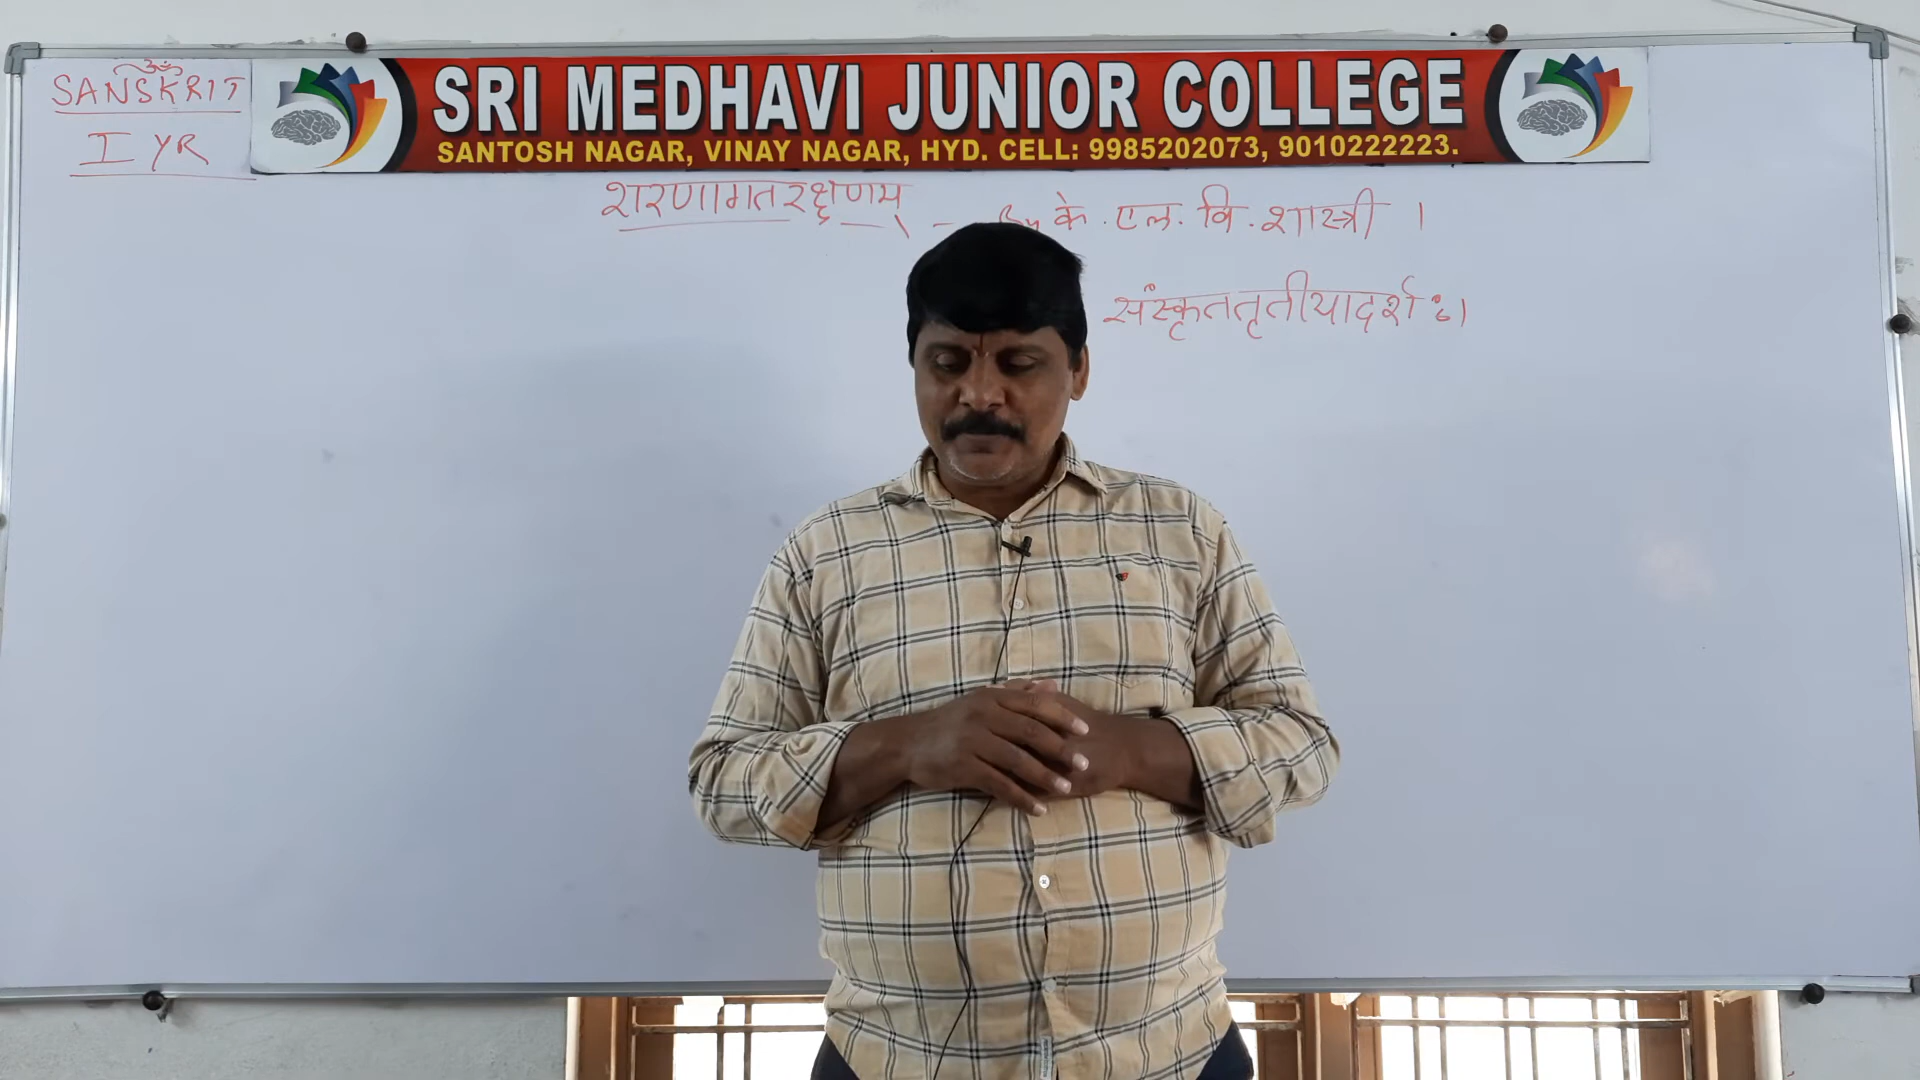 ॐ
SANSKRIT
I YR
SRI MEDHAVI JUNIOR COLLEGE
SANTOSH NAGAR, VINAY NAGAR, HYD. CELL: 9985202073, 9010222223.
शरणागतरक्षणम् - By के . एल . वि . शास्त्री ।
संस्कृततृतीयादर्शः ।